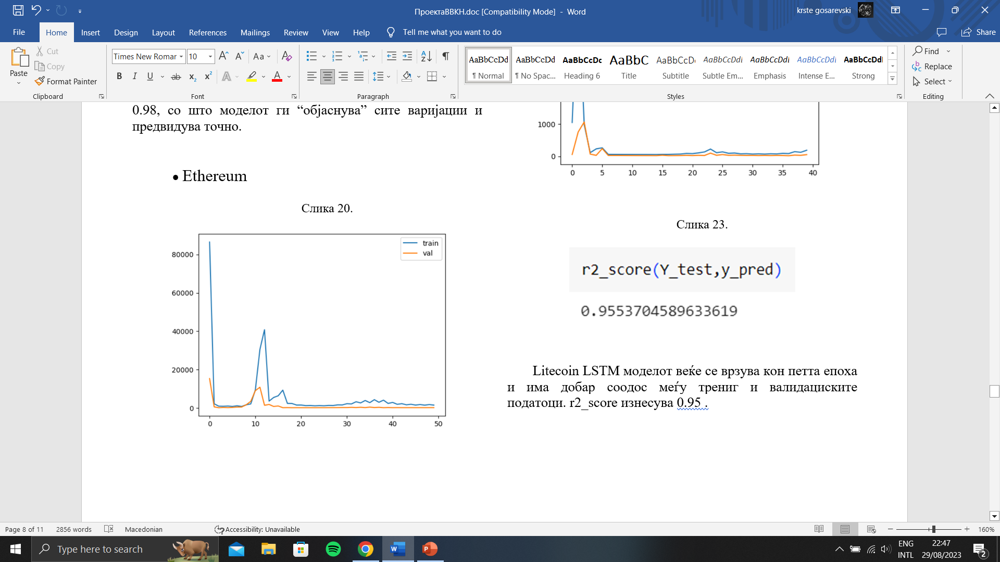 ПроектаВВКН.doc [Compatibility Mode] - Word
krste gosarevski
File
Home
Insert
Design
Layout
References
Mailings
Review
View
Help
Tell me what you want to do
Share
Paste
Cut
Copy
Format Painter
Clipboard
Times New Romar
10
Font
Paragraph
AaBbCcDd
¶ Normal
AaBbCcDd
¶ No Spac...
AaBbCcDc
Heading 6
AaBbC
Title
AaBbCcD
Subtitle
AaBbCcDd
Subtle Em...
AaBbCcDd
Emphasis
AaBbCcDd
Intense E...
AaBbCcDd
Strong
Styles
Find
Replace
Select
Editing
0.98, со што моделот ги “објаснува” сите варијации и
предвидува точно.
• Ethereum
Слика 20.
train
val
80000
60000
40000
20000
0
0 10 20 30 40 50
1000
0
0 5 10 15 20 25 30 35 40
Слика 23.
r2_score(Y_test,y_pred)
0.9553704589633619
Litecoin LSTM моделот веќе се врзува кон петта епоха
и има добар соодос меѓу трениг и валидациските
податоци. r2_score изнесува 0.95 .
Page 8 of 11
2856 words
Macedonian
Accessibility: Unavailable
160%
Type here to search
ENG
INTL
22:47
29/08/2023
2